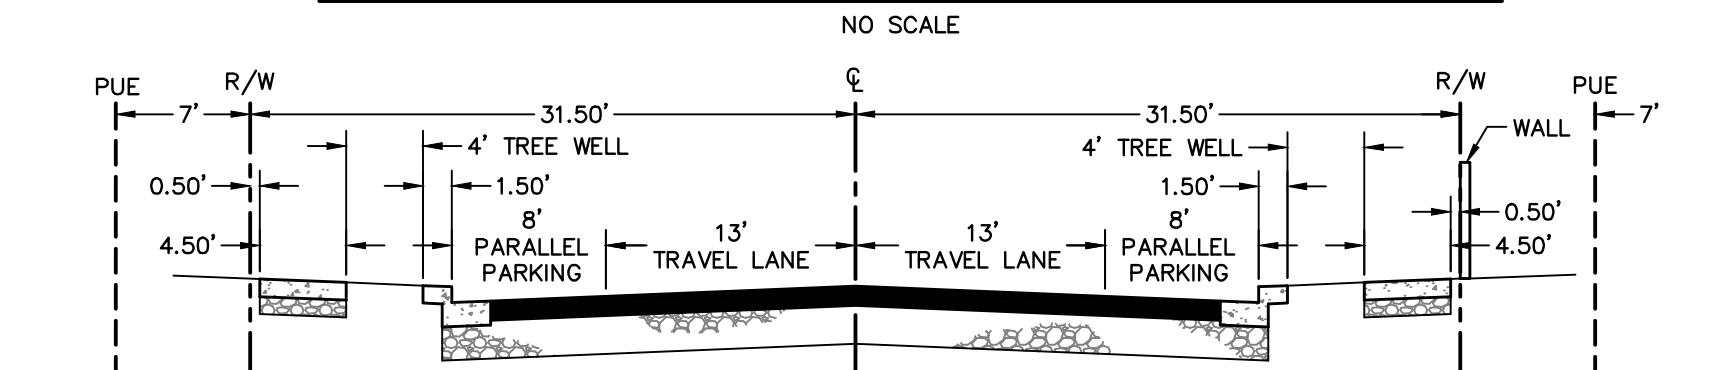 NO SCALE
PUE
R/W
℄
R/W
PUE
7'
31.50'
31.50'
7'
WALL
4' TREE WELL
4' TREE WELL
0.50'
1.50'
1.50'
0.50'
4.50'
8'
PARALLEL
PARKING
13'
TRAVEL LANE
13'
TRAVEL LANE
8'
PARALLEL
PARKING
4.50'